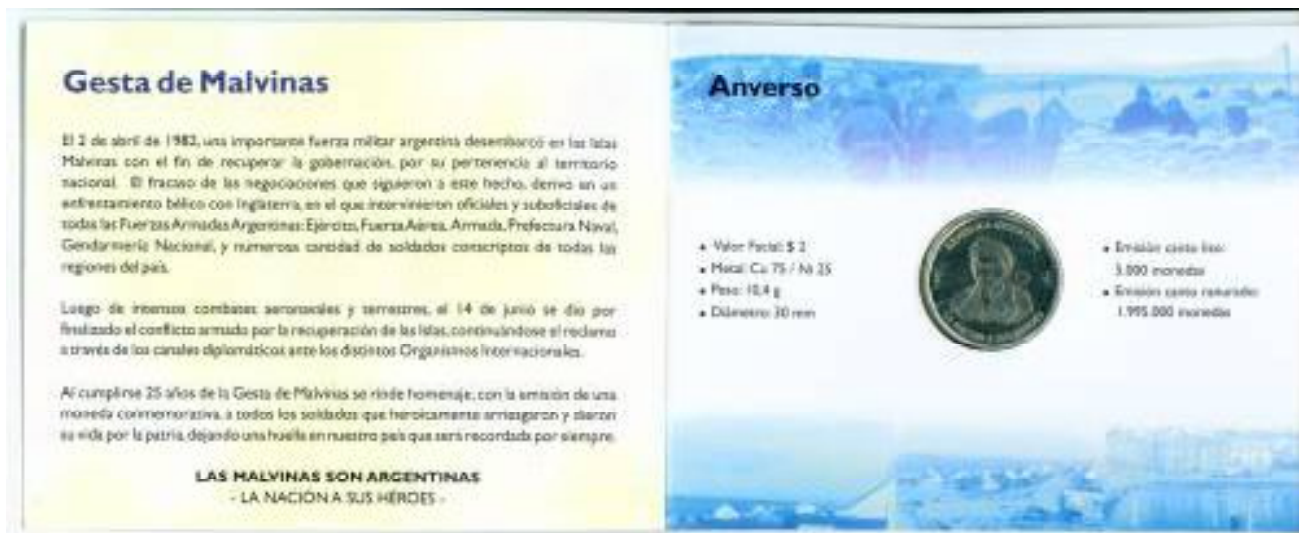 Gesta de Malvinas
El 2 de abril de 1982, una importante fuerza militar argentina desembarcó en las Islas
Malvinas con el fin de recuperar la gobernación, por su pertenencia al territorio
nacional. El fracaso de las negociaciones que siguieron a este hecho, derivo en un
enfrentamiento bélico con Inglaterra, en el que intervinieron oficiales y suboficiales de
todas las Fuerzas Armadas Argentinas: Ejército, Fuerza Aérea, Armada, Prefectura Naval,
Gendarmería Nacional, y numerosa cantidad de soldados conscriptos de todas las
regiones del país.
Luego de intensos combates aeronavales y terrestres, el 14 de junio se dio por
finalizado el conflicto armado por la recuperación de las Islas, continuándose el reclamo
a través de los canales diplomáticos ante los distintos Organismos Internacionales.
Al cumplirse 25 años de la Gesta de Malvinas se rinde homenaje, con la emisión de una
moneda conmemorativa, a todos los soldados que heroicamente arriesgaron y dieron
su vida por la patria, dejando una huella en nuestro país que será recordada por siempre.
LAS MALVINAS SON ARGENTINAS
- LA NACIÓN A SUS HÉROES -
Anverso
• Valor Facial: $ 2
• Metal: Cu 75 / Ni 25
• Peso: 10,4 g
• Diámetro: 30 mm
• Emisión canto liso:
5.000 monedas
• Emisión canto ranurado:
1.995.000 monedas